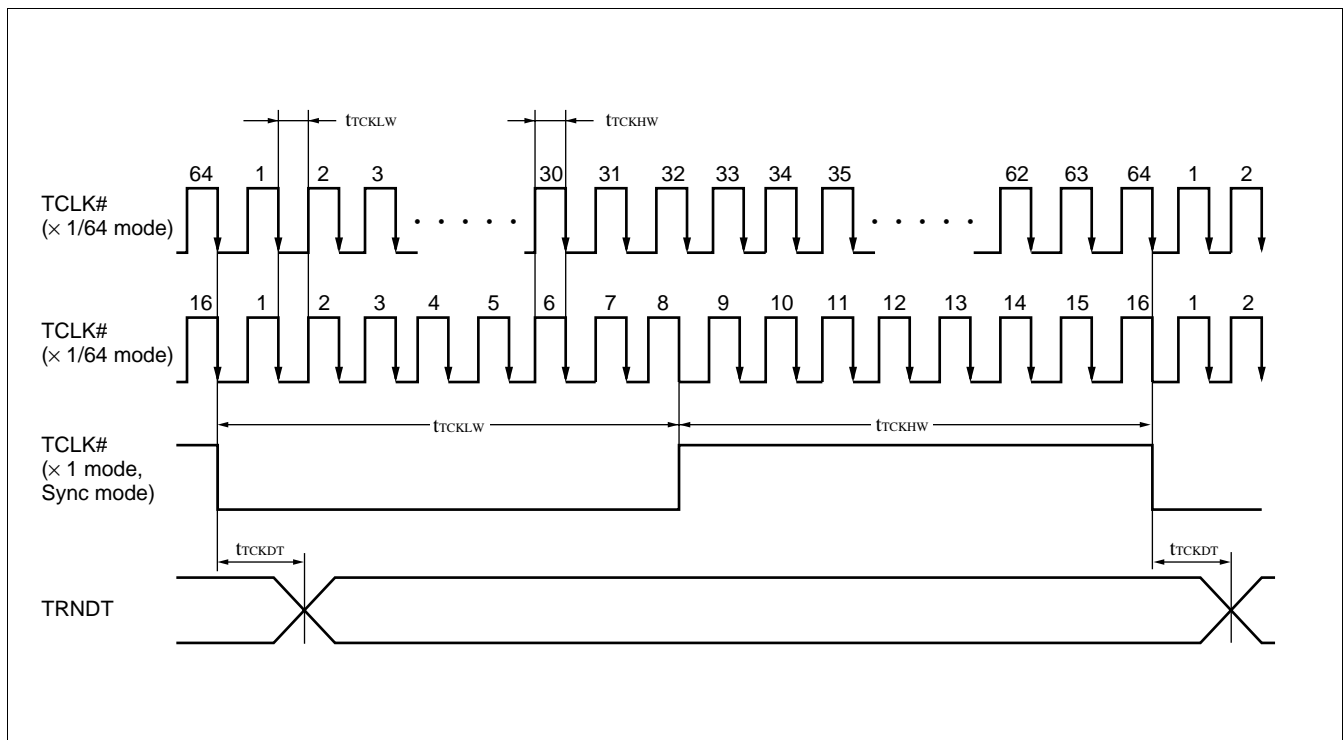 tTCKLW tTCKHW
64 1 2 3 30 31 32 33 34 35 62 63 64 1 2
TCLK#
(× 1/64 mode)
. . . . . . . . . .
16 1 2 3 4 5 6 7 8 9 10 11 12 13 14 15 16 1 2
TCLK#
(× 1/64 mode)
tTCKLW tTCKHW
TCLK#
(× 1 mode,
Sync mode)
tTCKDT tTCKDT
TRNDT